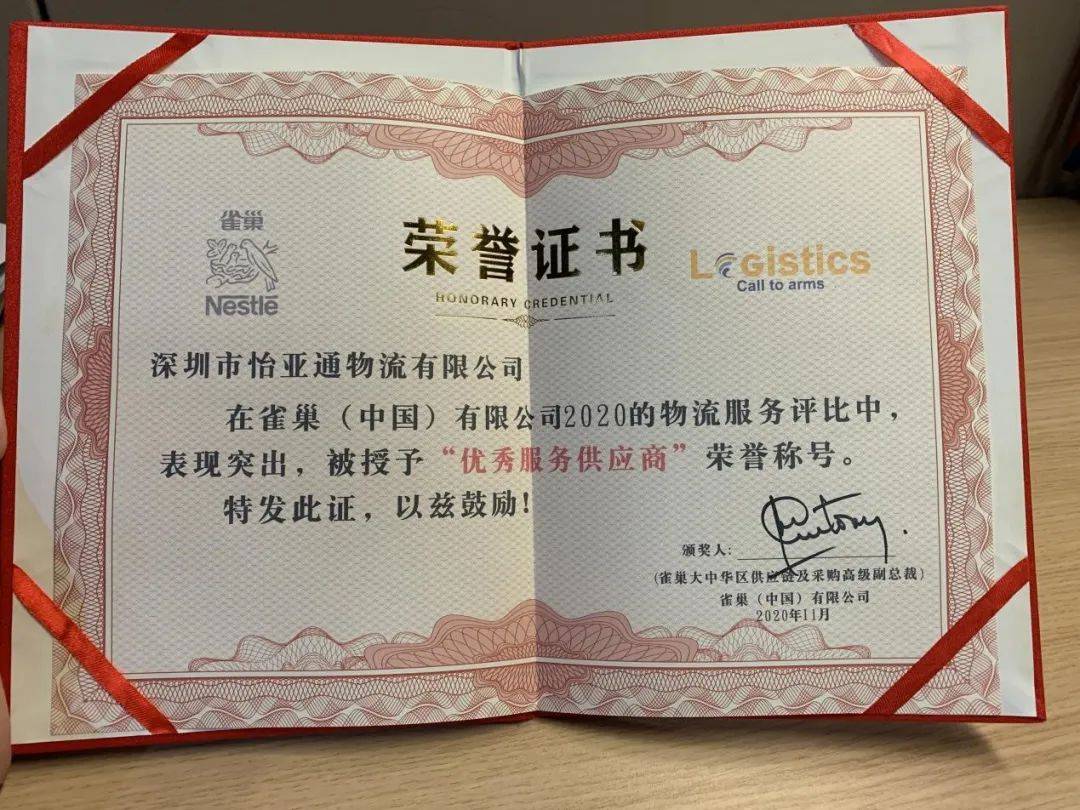 雀巢
Nestlé
荣誉证书
HONORARY CREDENTIAL
Logistics
Call to arms
深圳市怡亚通物流有限公司
在雀巢（中国）有限公司2020的物流服务评比中，
表现突出，被授予“优秀服务供应商”荣誉称号。
特发此证，以兹鼓励！
颁奖人：
（雀巢大中华区供应链及采购高级副总裁）
雀巢（中国）有限公司
2020年11月